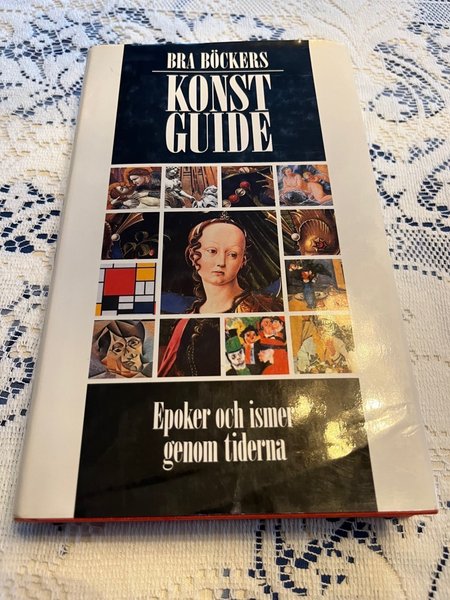 BRA BÖCKERS
KONST
GUIDE
Epoker och ismer
genom tiderna